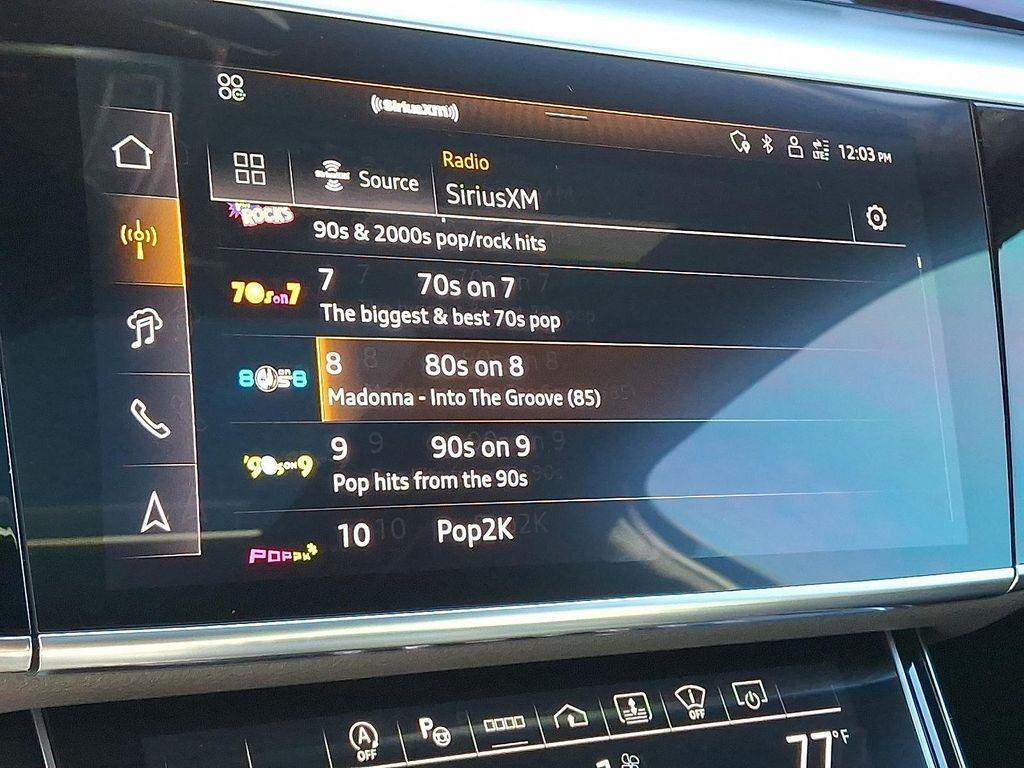 ((SiriusXM))
12:03 PM
LTE
Radio
SiriusXM
Source
SiriusXM
ROCKS
90s & 2000s pop/rock hits
70s on 7
7 70s on 7
The biggest & best 70s pop
80s on 8
8 80s on 8
Madonna - Into The Groove (85)
'90s on 9
9 90s on 9
Pop hits from the 90s
10 Pop2K
POP2K
A
OFF
P
OFF
77°F